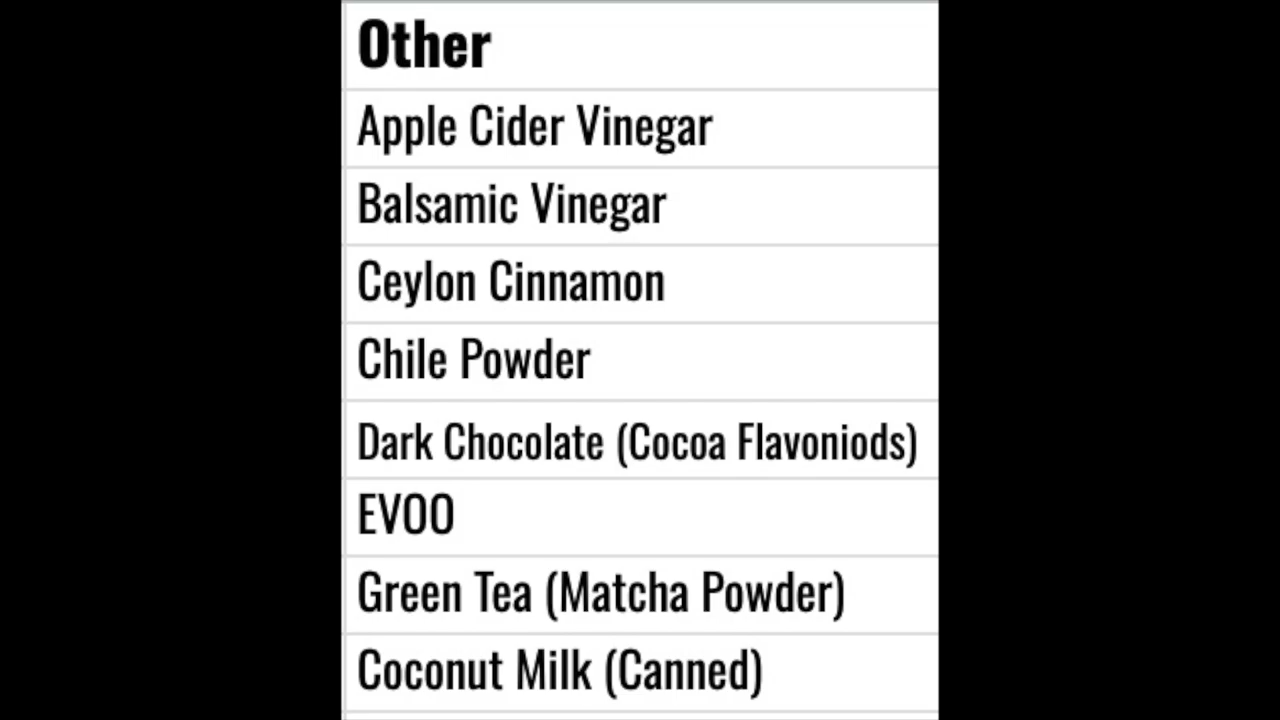 Other
Apple Cider Vinegar
Balsamic Vinegar
Ceylon Cinnamon
Chile Powder
Dark Chocolate (Cocoa Flavoniods)
EVOO
Green Tea (Matcha Powder)
Coconut Milk (Canned)